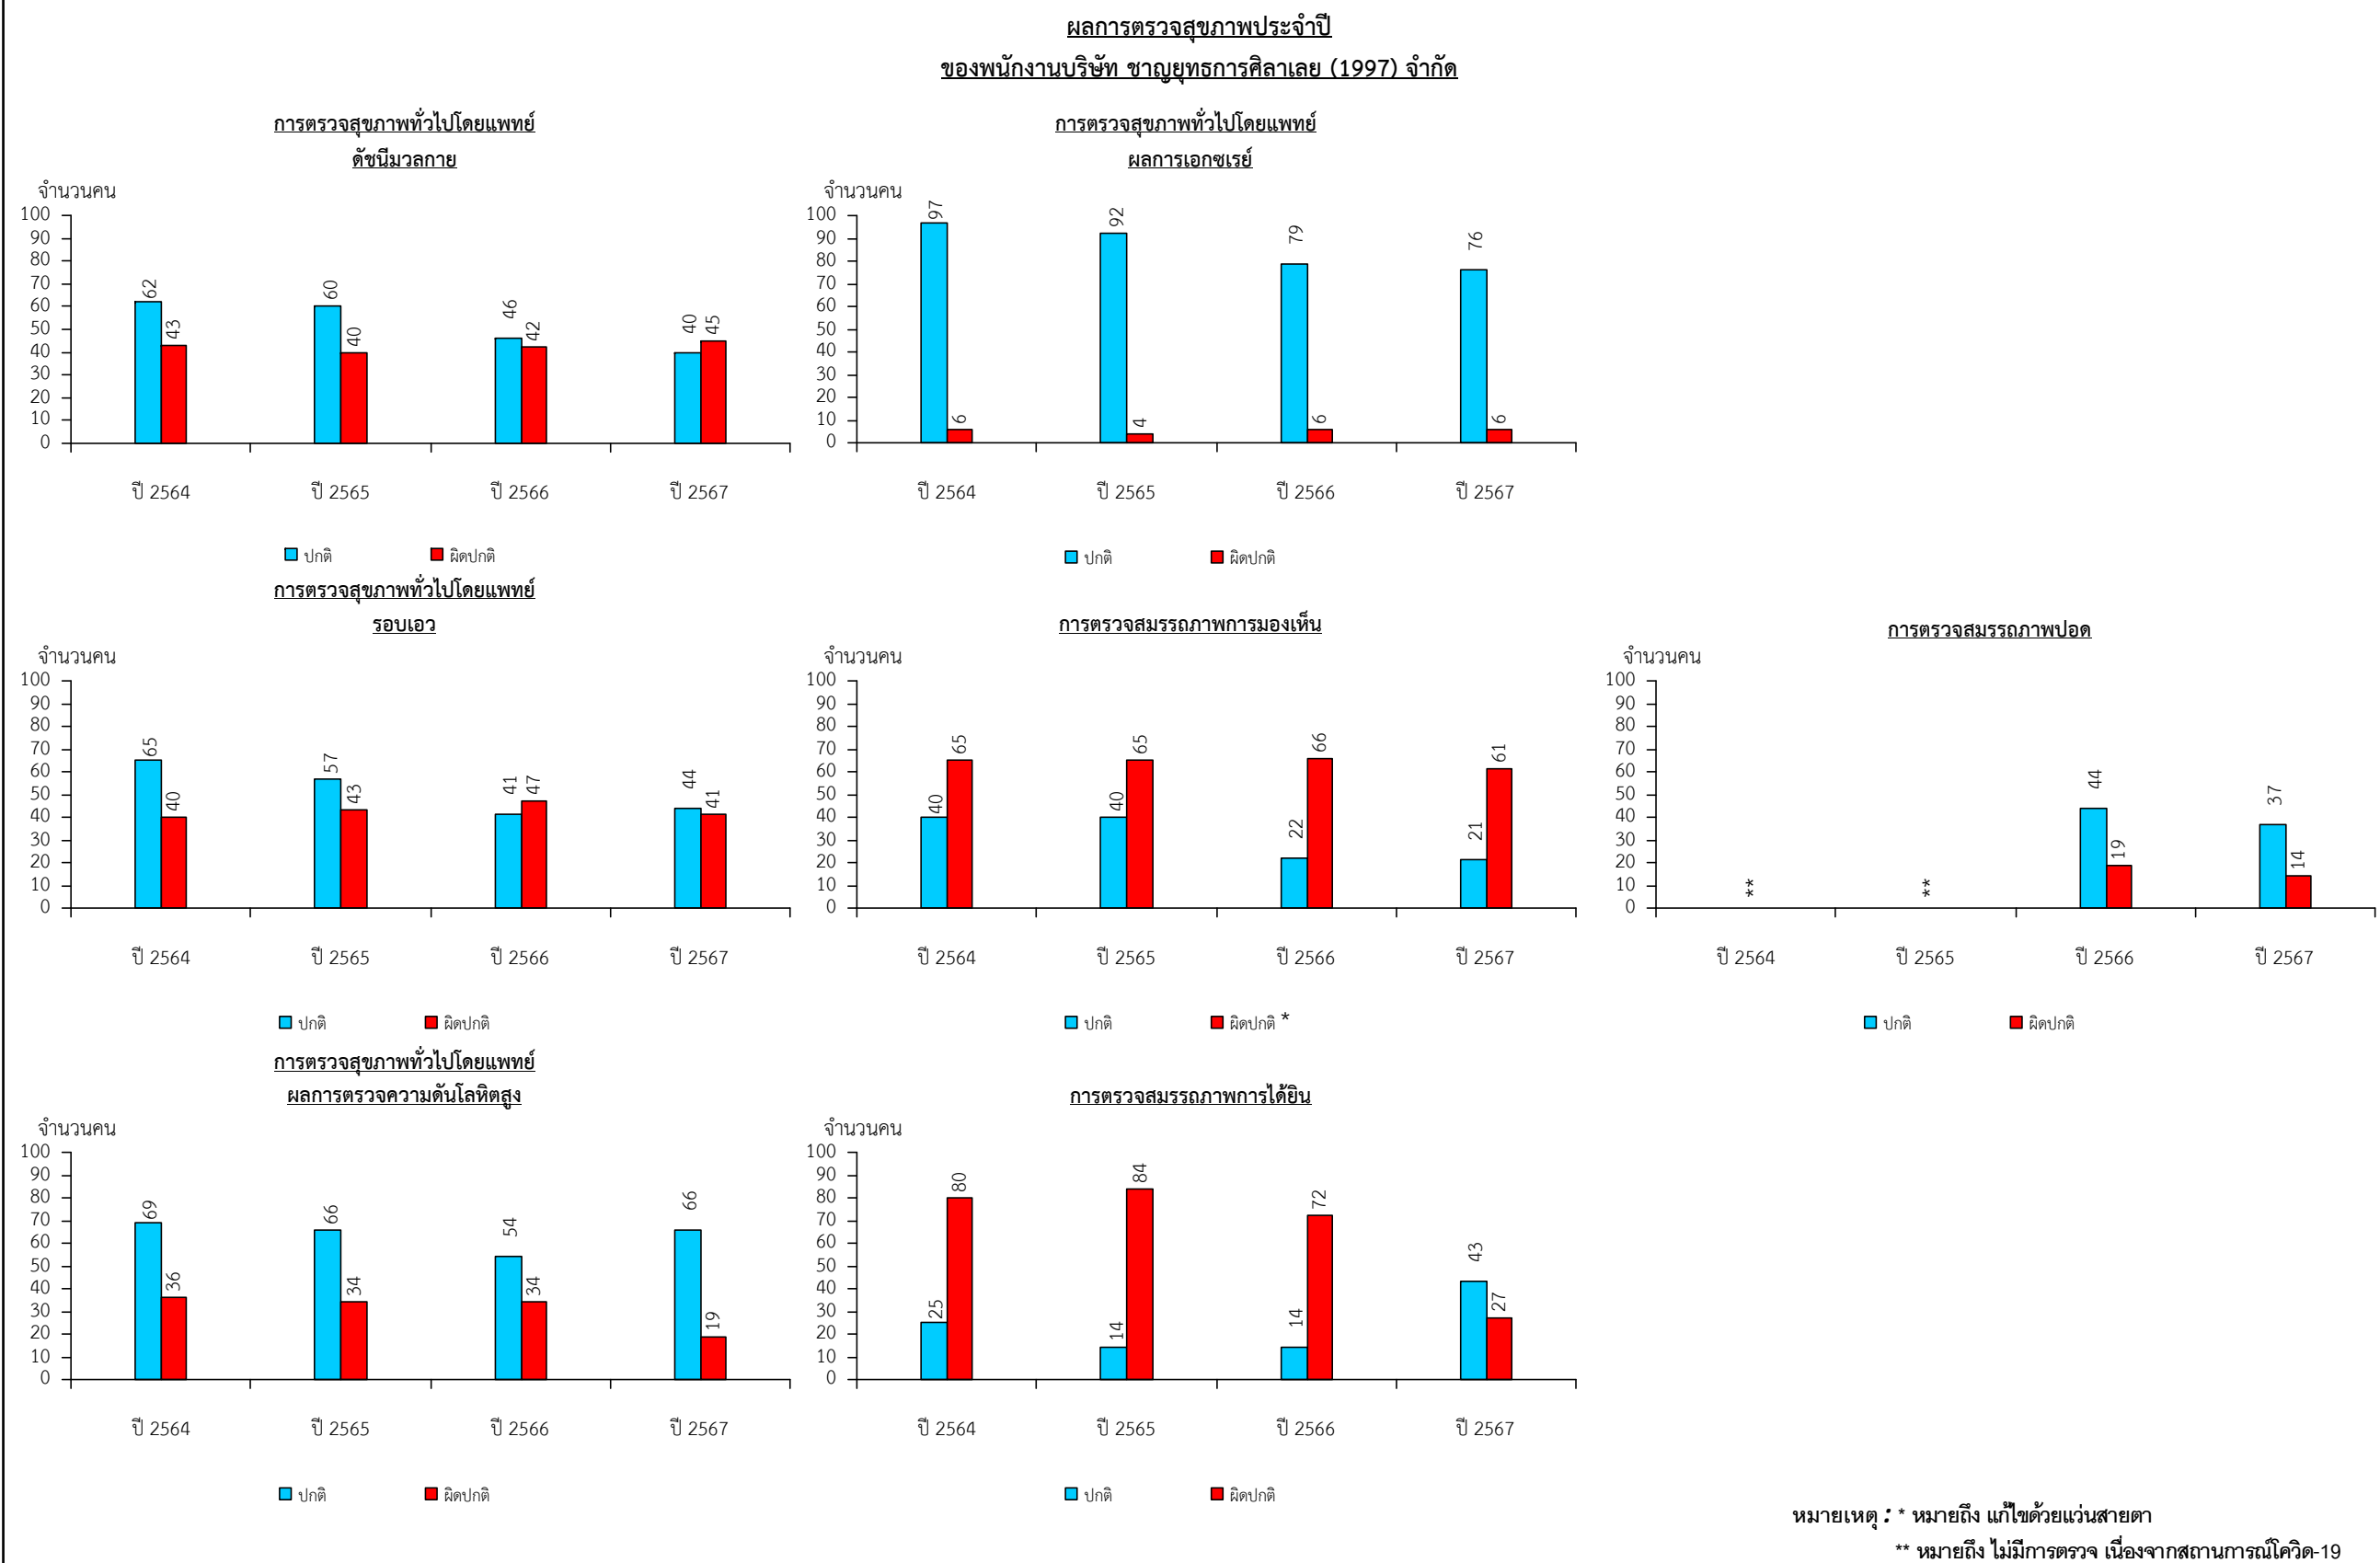 ผลการตรวจสุขภาพประจำปี
ของพนักงานบริษัท ชาญยุทธการศิลาเลย (1997) จำกัด
การตรวจสุขภาพทั่วไปโดยแพทย์
ดัชนีมวลกาย
จำนวนคน
100
90
80
70
60
50
40
30
20
10
0
62
43
60
40
46
42
40
45
ปี 2564
ปี 2565
ปี 2566
ปี 2567
ปกติ
ผิดปกติ
การตรวจสุขภาพทั่วไปโดยแพทย์
ผลการเอกซเรย์
จำนวนคน
100
90
80
70
60
50
40
30
20
10
0
97
6
92
4
79
6
76
6
ปี 2564
ปี 2565
ปี 2566
ปี 2567
ปกติ
ผิดปกติ
การตรวจสุขภาพทั่วไปโดยแพทย์
รอบเอว
จำนวนคน
100
90
80
70
60
50
40
30
20
10
0
65
40
57
43
41
47
44
41
ปี 2564
ปี 2565
ปี 2566
ปี 2567
ปกติ
ผิดปกติ
การตรวจสมรรถภาพการมองเห็น
จำนวนคน
100
90
80
70
60
50
40
30
20
10
0
40
65
40
65
22
66
21
61
ปี 2564
ปี 2565
ปี 2566
ปี 2567
ปกติ
ผิดปกติ *
การตรวจสมรรถภาพปอด
จำนวนคน
100
90
80
70
60
50
40
30
20
10
0
**
**
44
19
37
14
ปี 2564
ปี 2565
ปี 2566
ปี 2567
ปกติ
ผิดปกติ
การตรวจสุขภาพทั่วไปโดยแพทย์
ผลการตรวจความดันโลหิตสูง
จำนวนคน
100
90
80
70
60
50
40
30
20
10
0
69
36
66
34
54
34
66
19
ปี 2564
ปี 2565
ปี 2566
ปี 2567
ปกติ
ผิดปกติ
การตรวจสมรรถภาพการได้ยิน
จำนวนคน
100
90
80
70
60
50
40
30
20
10
0
25
80
14
84
14
72
43
27
ปี 2564
ปี 2565
ปี 2566
ปี 2567
ปกติ
ผิดปกติ
หมายเหตุ : * หมายถึง แก้ไขด้วยแว่นสายตา
** หมายถึง ไม่มีการตรวจ เนื่องจากสถานการณ์โควิด-19